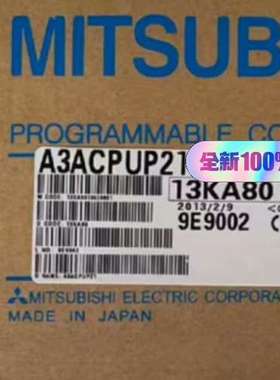 MITSUB
PROGRAMMABLE CO
A3ACPUP21
全新100%
13KA80
2013/2/9
9E9002
MITSUBISHI ELECTRIC CORPORA
MADE IN JAPAN